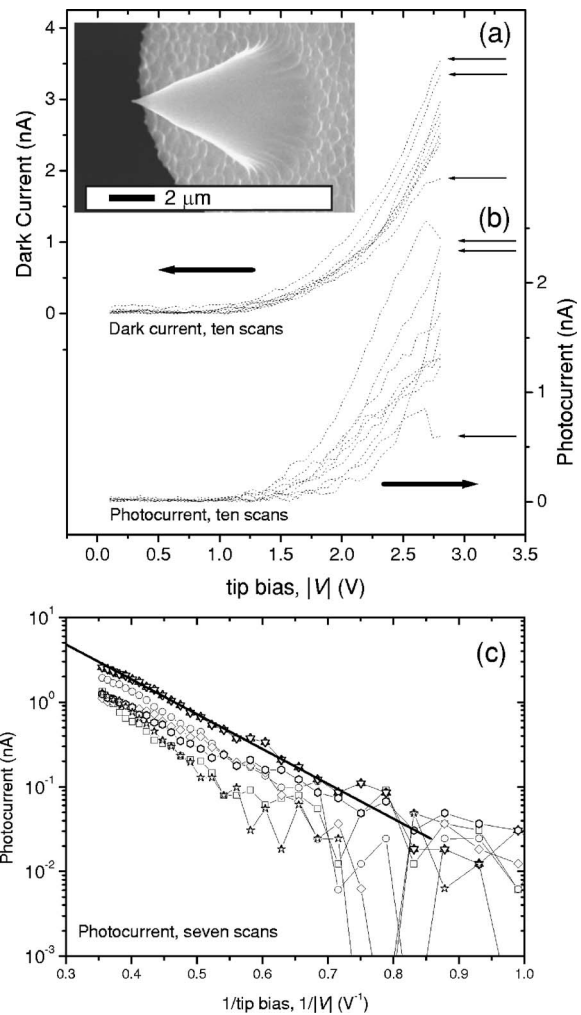 (a)
4
3
2
1
0
Dark Current (nA)
2 μm
Dark current, ten scans
(b)
2
1
0
Photocurrent (nA)
Photocurrent, ten scans
0.0 0.5 1.0 1.5 2.0 2.5 3.0 3.5
tip bias, |V| (V)
(c)
10¹
10⁰
10⁻¹
10⁻²
10⁻³
Photocurrent (nA)
Photocurrent, seven scans
0.3 0.4 0.5 0.6 0.7 0.8 0.9 1.0
1/tip bias, 1/|V| (V⁻¹)